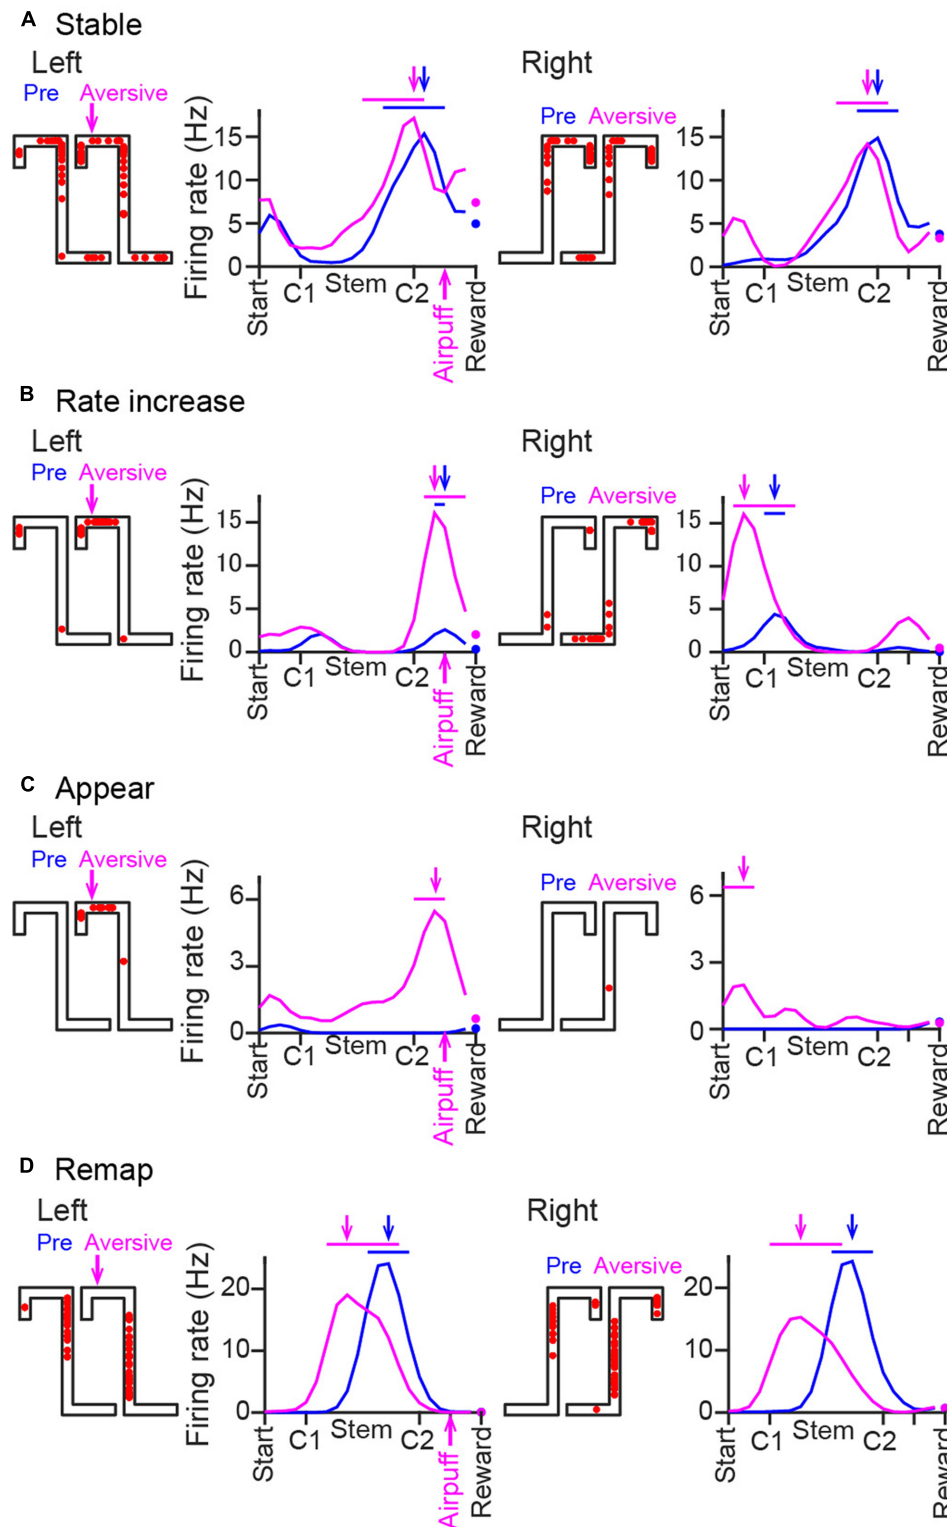 A Stable
Left Right
Pre Aversive
Pre Aversive
Firing rate (Hz)
15 15
10 10
5 5
0 0
Start C1 Stem C2 Airpuff Reward
Start C1 Stem C2 Reward
B Rate increase
Left Right
Pre Aversive
Pre Aversive
Firing rate (Hz)
15 15
10 10
5 5
0 0
Start C1 Stem C2 Airpuff Reward
Start C1 Stem C2 Reward
C Appear
Left Right
Pre Aversive
Pre Aversive
Firing rate (Hz)
6 6
3 3
0 0
Start C1 Stem C2 Airpuff Reward
Start C1 Stem C2 Reward
D Remap
Left Right
Pre Aversive
Pre Aversive
Firing rate (Hz)
20 20
10 10
0 0
Start C1 Stem C2 Airpuff Reward
Start C1 Stem C2 Reward